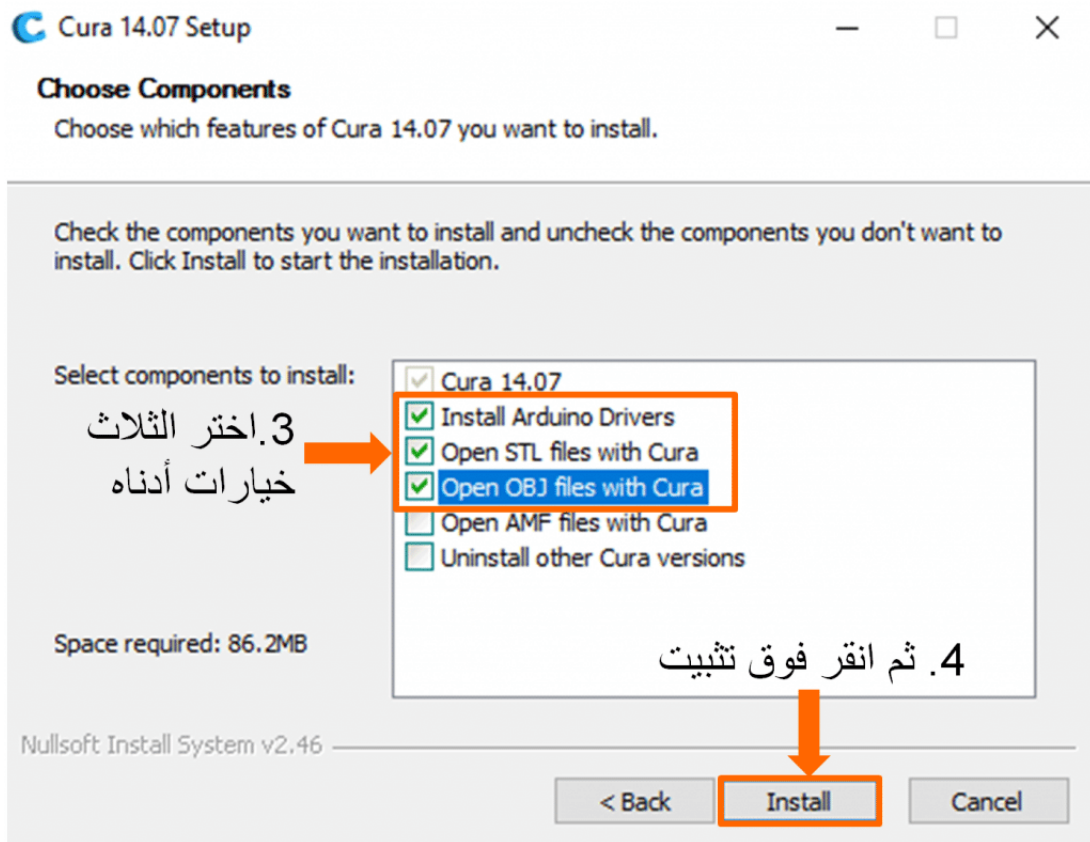 Cura 14.07 Setup
Choose Components
Choose which features of Cura 14.07 you want to install.
Check the components you want to install and uncheck the components you don't want to
install. Click Install to start the installation.
Select components to install:
Cura 14.07
Install Arduino Drivers
Open STL files with Cura
Open OBJ files with Cura
Open AMF files with Cura
Uninstall other Cura versions
3.اختر الثلاث
خيارات أدناه
Space required: 86.2MB
4. ثم انقر فوق تثبيت
Nullsoft Install System v2.46
< Back
Install
Cancel